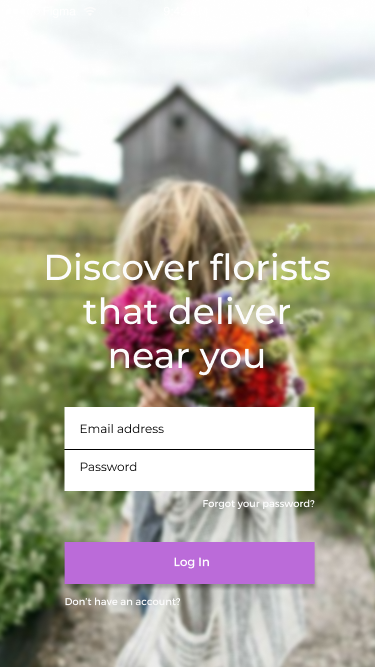 Discover florists
that deliver
near you
Email address
Password
Forgot your password?
Log In
Don't have an account?